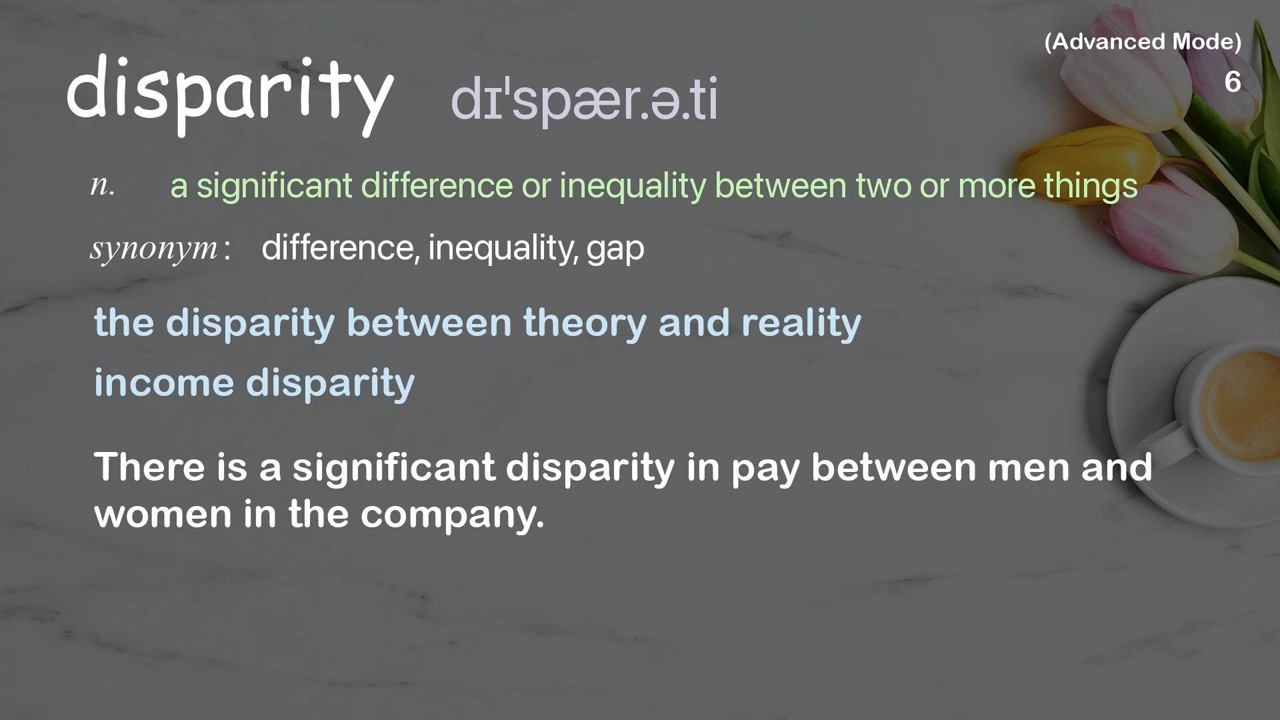 (Advanced Mode)
6
disparity dɪˈspær.ə.ti
n. a significant difference or inequality between two or more things
synonym: difference, inequality, gap
the disparity between theory and reality
income disparity
There is a significant disparity in pay between men and
women in the company.